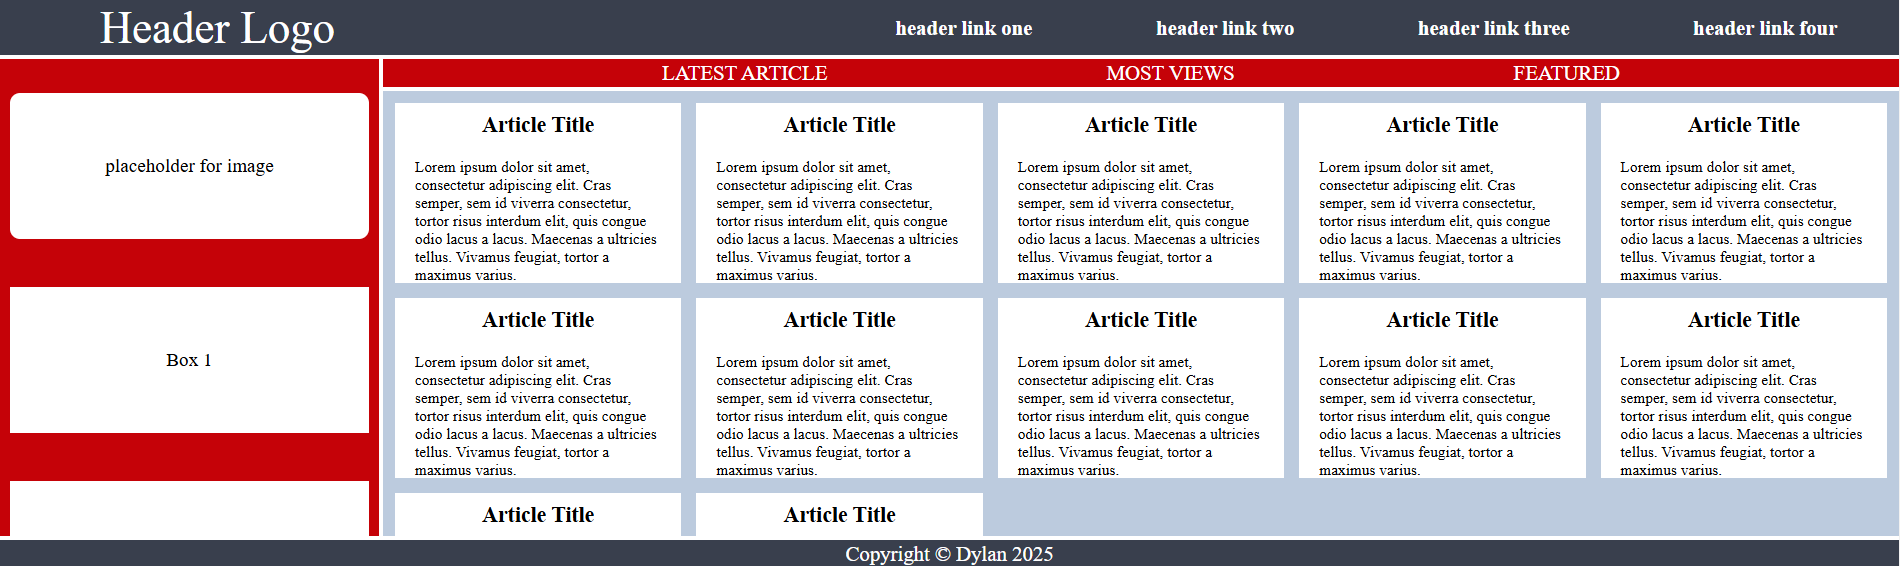 Header Logo
header link one
header link two
header link three
header link four
LATEST ARTICLE
MOST VIEWS
FEATURED
placeholder for image
Box 1
Article Title
Lorem ipsum dolor sit amet,
consectetur adipiscing elit. Cras
semper, sem id viverra consectetur,
tortor risus interdum elit, quis congue
odio lacus a lacus. Maecenas a ultricies
tellus. Vivamus feugiat, tortor a
maximus varius.
Article Title
Lorem ipsum dolor sit amet,
consectetur adipiscing elit. Cras
semper, sem id viverra consectetur,
tortor risus interdum elit, quis congue
odio lacus a lacus. Maecenas a ultricies
tellus. Vivamus feugiat, tortor a
maximus varius.
Article Title
Lorem ipsum dolor sit amet,
consectetur adipiscing elit. Cras
semper, sem id viverra consectetur,
tortor risus interdum elit, quis congue
odio lacus a lacus. Maecenas a ultricies
tellus. Vivamus feugiat, tortor a
maximus varius.
Article Title
Lorem ipsum dolor sit amet,
consectetur adipiscing elit. Cras
semper, sem id viverra consectetur,
tortor risus interdum elit, quis congue
odio lacus a lacus. Maecenas a ultricies
tellus. Vivamus feugiat, tortor a
maximus varius.
Article Title
Lorem ipsum dolor sit amet,
consectetur adipiscing elit. Cras
semper, sem id viverra consectetur,
tortor risus interdum elit, quis congue
odio lacus a lacus. Maecenas a ultricies
tellus. Vivamus feugiat, tortor a
maximus varius.
Article Title
Lorem ipsum dolor sit amet,
consectetur adipiscing elit. Cras
semper, sem id viverra consectetur,
tortor risus interdum elit, quis congue
odio lacus a lacus. Maecenas a ultricies
tellus. Vivamus feugiat, tortor a
maximus varius.
Article Title
Lorem ipsum dolor sit amet,
consectetur adipiscing elit. Cras
semper, sem id viverra consectetur,
tortor risus interdum elit, quis congue
odio lacus a lacus. Maecenas a ultricies
tellus. Vivamus feugiat, tortor a
maximus varius.
Article Title
Lorem ipsum dolor sit amet,
consectetur adipiscing elit. Cras
semper, sem id viverra consectetur,
tortor risus interdum elit, quis congue
odio lacus a lacus. Maecenas a ultricies
tellus. Vivamus feugiat, tortor a
maximus varius.
Article Title
Lorem ipsum dolor sit amet,
consectetur adipiscing elit. Cras
semper, sem id viverra consectetur,
tortor risus interdum elit, quis congue
odio lacus a lacus. Maecenas a ultricies
tellus. Vivamus feugiat, tortor a
maximus varius.
Article Title
Lorem ipsum dolor sit amet,
consectetur adipiscing elit. Cras
semper, sem id viverra consectetur,
tortor risus interdum elit, quis congue
odio lacus a lacus. Maecenas a ultricies
tellus. Vivamus feugiat, tortor a
maximus varius.
Article Title
Article Title
Copyright © Dylan 2025